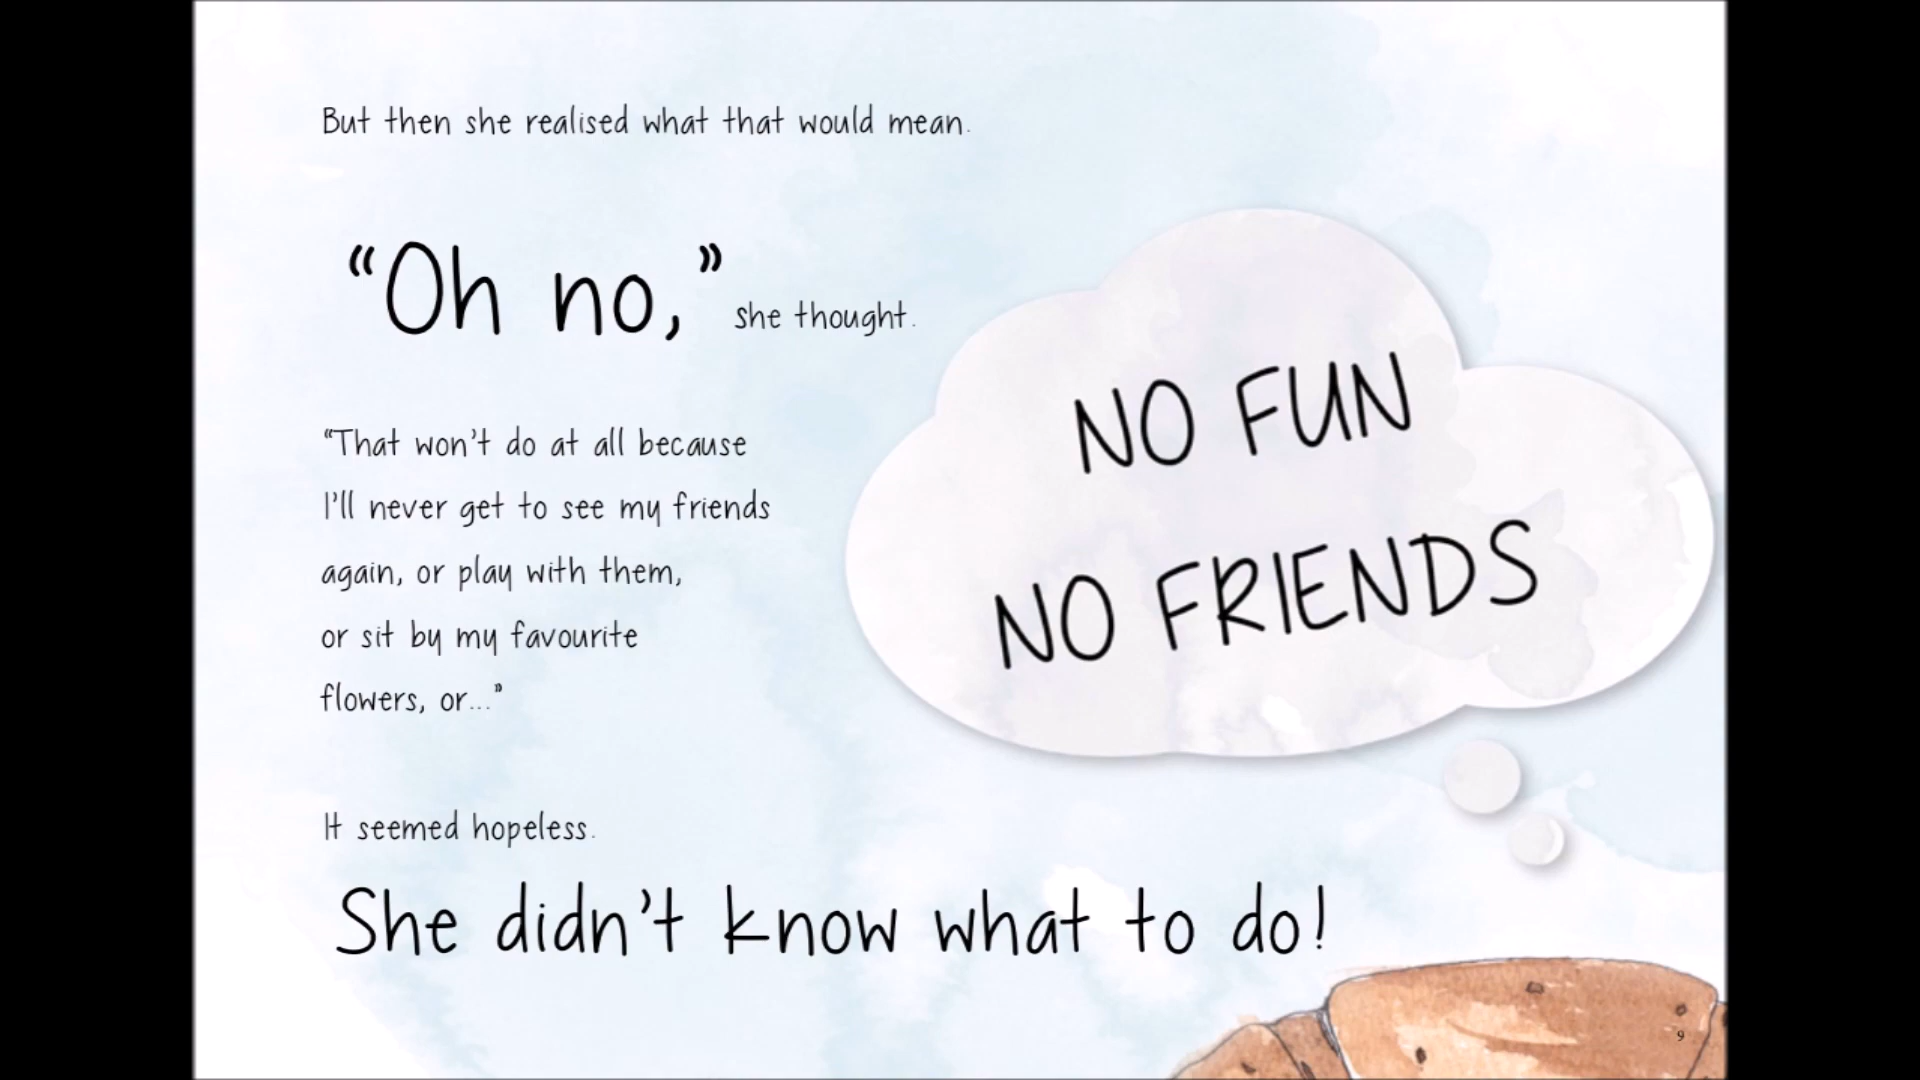 But then she realised what that would mean.
“Oh no,” she thought.
“That won’t do at all because
I’ll never get to see my friends
again, or play with them,
or sit by my favourite
flowers, or...”
NO FUN
NO FRIENDS
It seemed hopeless.
She didn’t know what to do!
9